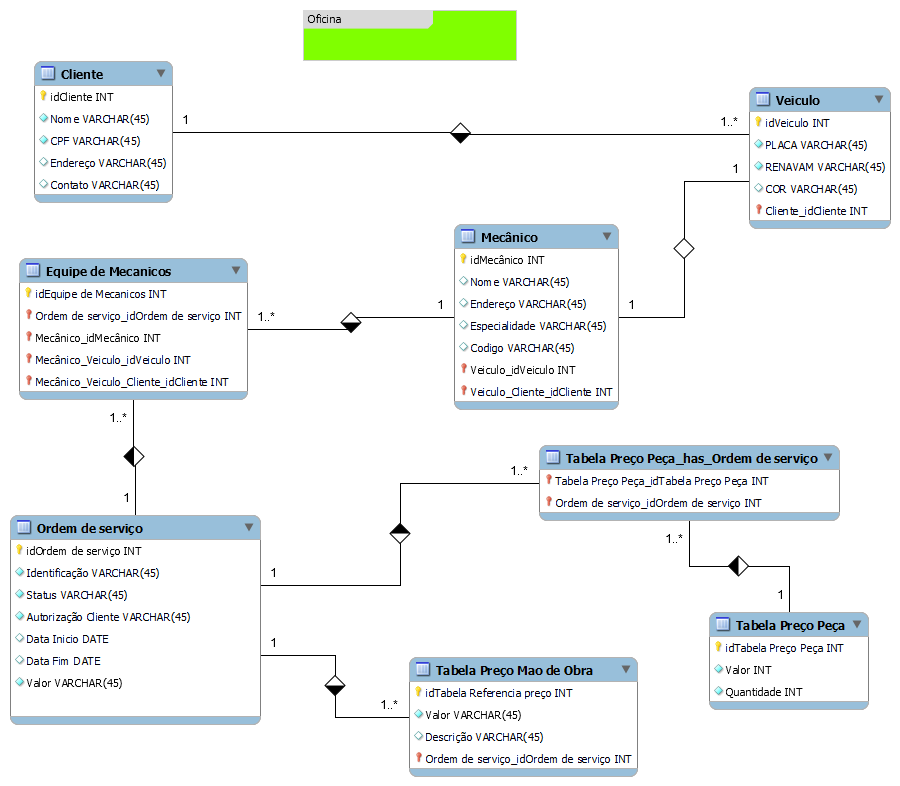 Oficina
Cliente
idCliente INT
Nome VARCHAR(45)
CPF VARCHAR(45)
Endereço VARCHAR(45)
Contato VARCHAR(45)
1
1..*
Veiculo
idVeiculo INT
PLACA VARCHAR(45)
RENAVAM VARCHAR(45)
COR VARCHAR(45)
Cliente_idCliente INT
1
Mecânico
idMecânico INT
Nome VARCHAR(45)
Endereço VARCHAR(45)
Especialidade VARCHAR(45)
Codigo VARCHAR(45)
Veiculo_idVeiculo INT
Veiculo_Cliente_idCliente INT
1
1
1..*
Equipe de Mecanicos
idEquipe de Mecanicos INT
Ordem de serviço_idOrdem de serviço INT
Mecânico_idMecânico INT
Mecânico_Veiculo_idVeiculo INT
Mecânico_Veiculo_Cliente_idCliente INT
1..*
1
Ordem de serviço
idOrdem de serviço INT
Identificação VARCHAR(45)
Status VARCHAR(45)
Autorização Cliente VARCHAR(45)
Data Inicio DATE
Data Fim DATE
Valor VARCHAR(45)
1
1..*
Tabela Preço Peça_has_Ordem de serviço
Tabela Preço Peça_idTabela Preço Peça INT
Ordem de serviço_idOrdem de serviço INT
1..*
1
Tabela Preço Peça
idTabela Preço Peça INT
Valor INT
Quantidade INT
1
1..*
Tabela Preço Mao de Obra
idTabela Referencia preço INT
Valor VARCHAR(45)
Descrição VARCHAR(45)
Ordem de serviço_idOrdem de serviço INT